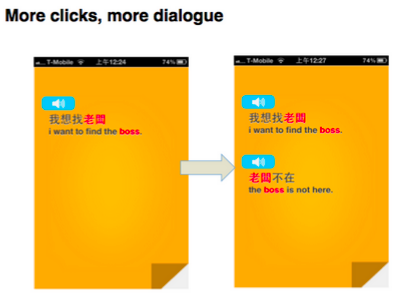 More clicks, more dialogue
T-Mobile 上午12:24 74%
我想找老闆
i want to find the boss.
T-Mobile 上午12:27 74%
我想找老闆
i want to find the boss.
老闆不在
the boss is not here.